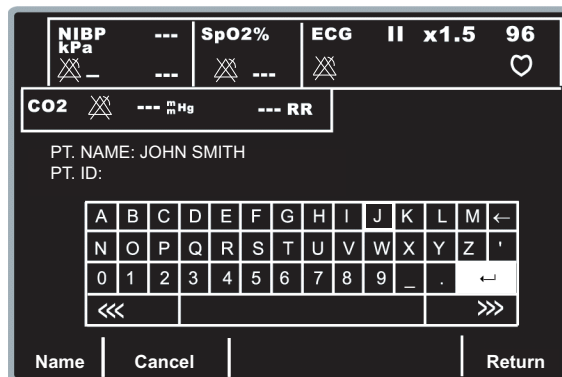 NIBP --- SpO2% ECG II x1.5 96
kPa
– --- ---
CO2 --- mmHg --- RR
PT. NAME: JOHN SMITH
PT. ID:
A B C D E F G H I J K L M ←
N O P Q R S T U V W X Y Z '
0 1 2 3 4 5 6 7 8 9 _ . ↵
<<< >>>
Name Cancel Return